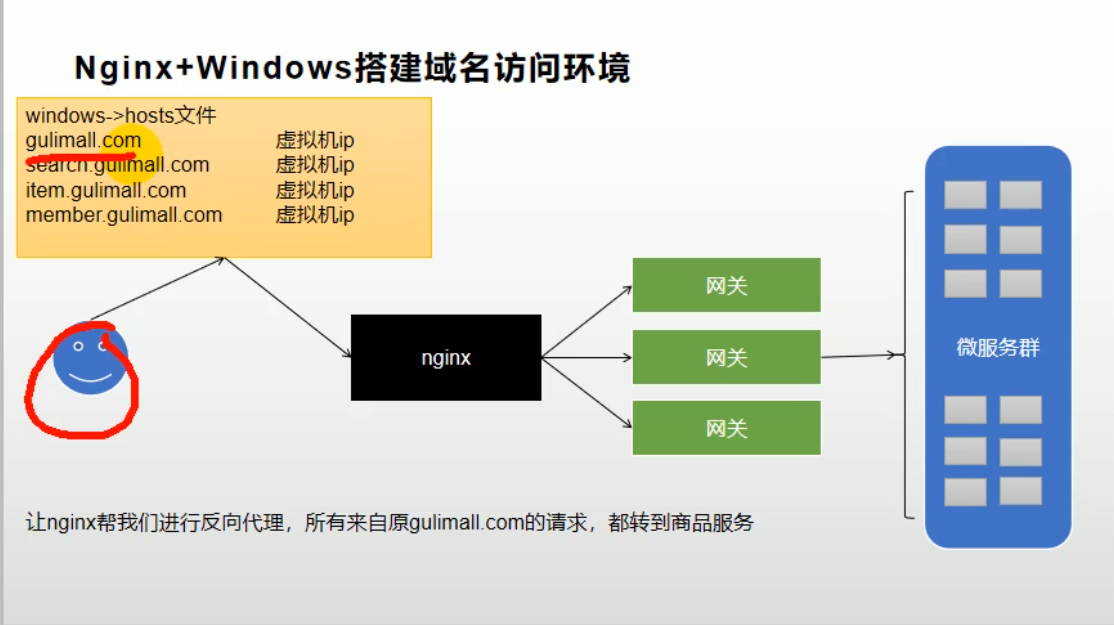 Nginx+Windows搭建域名访问环境
windows->hosts文件
gulimall.com 虚拟机ip
search.gulimall.com 虚拟机ip
item.gulimall.com 虚拟机ip
member.gulimall.com 虚拟机ip
网关
nginx
网关
网关
微服务群
让nginx帮我们进行反向代理，所有来自原gulimall.com的请求，都转到商品服务